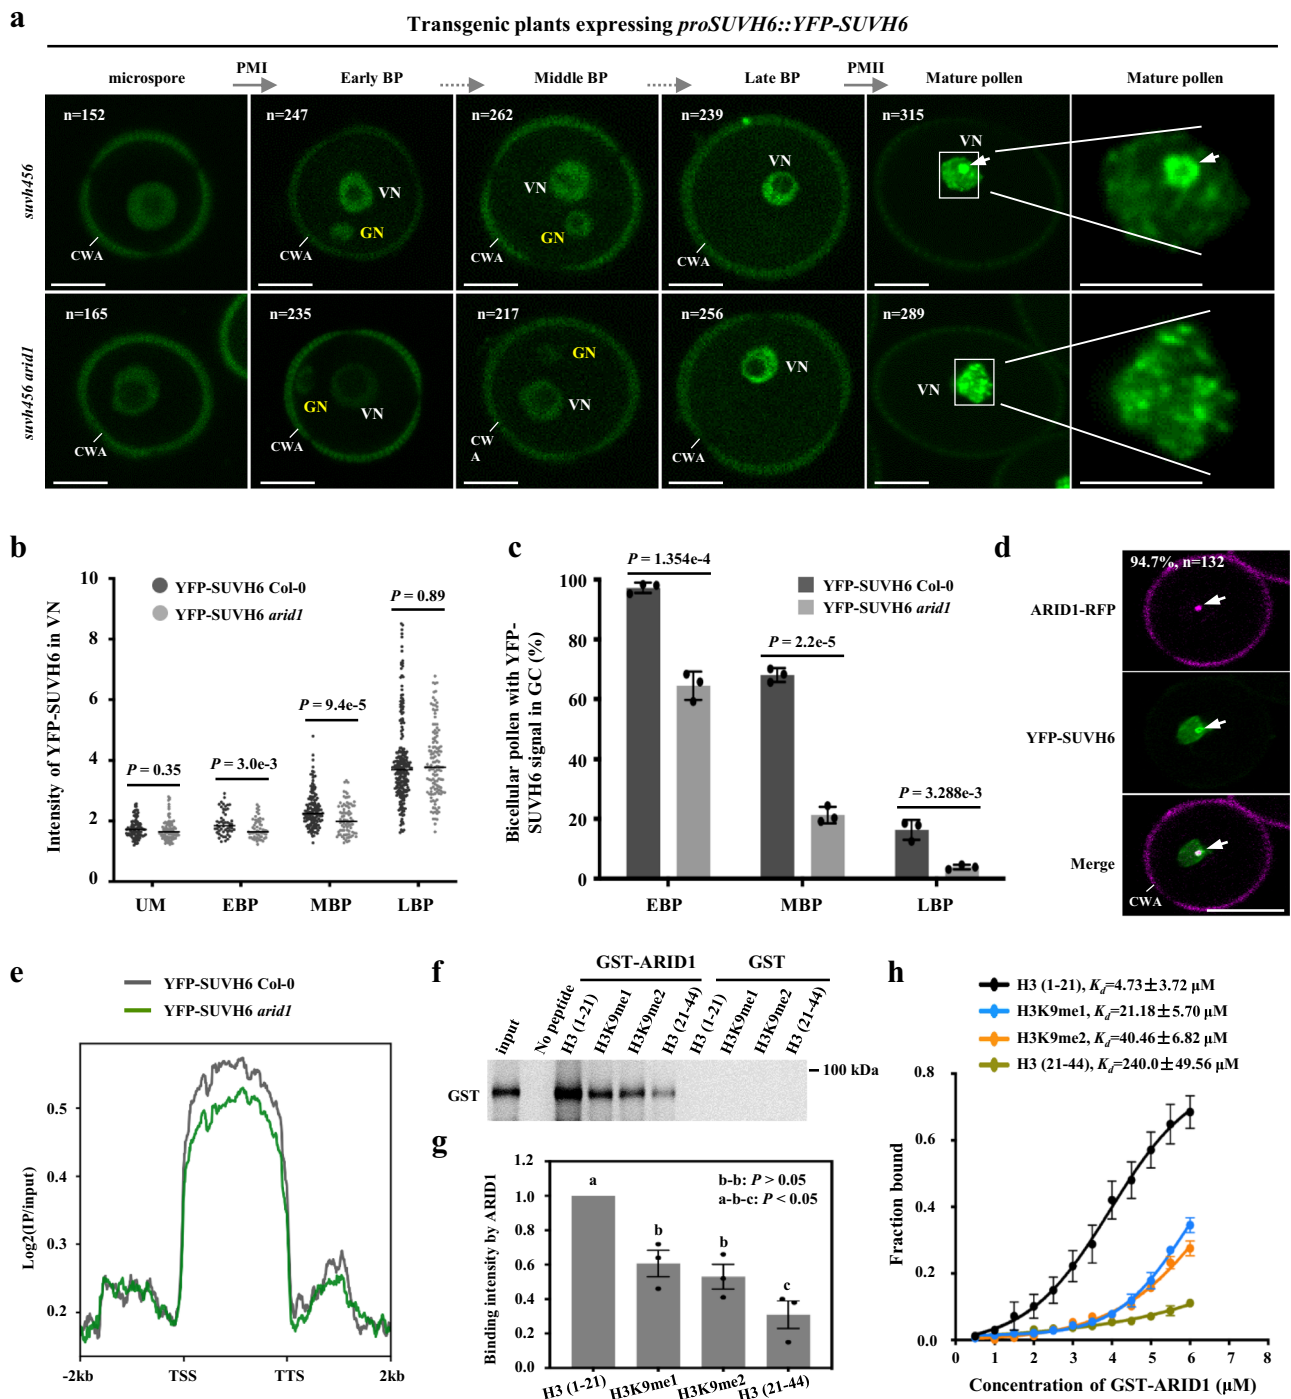 a
Transgenic plants expressing proSUVH6::YFP-SUVH6
microspore PMI Early BP Middle BP Late BP PMII Mature pollen Mature pollen
suvh456
n=152 n=247 n=262 n=239 n=315
VN
VN
VN
VN
GN
GN
CWA CWA CWA CWA
suvh456 arid1
n=165 n=235 n=217 n=256 n=289
GN
VN
VN
GN
VN
VN
CWA CWA CW
A CWA
b
YFP-SUVH6 Col-0
YFP-SUVH6 arid1
Intensity of YFP-SUVH6 in VN
10
8
6
4
2
0
P = 0.35
P = 3.0e-3
P = 9.4e-5
P = 0.89
UM EBP MBP LBP
c
Bicellular pollen with YFP-
SUVH6 signal in GC (%)
100
80
60
40
20
0
P = 1.354e-4
P = 2.2e-5
P = 3.288e-3
YFP-SUVH6 Col-0
YFP-SUVH6 arid1
EBP MBP LBP
d
94.7%, n=132
ARID1-RFP
YFP-SUVH6
Merge
CWA
e
YFP-SUVH6 Col-0
YFP-SUVH6 arid1
Log2(IP/input)
0.5
0.4
0.3
0.2
-2kb TSS TTS 2kb
f
GST-ARID1 GST
input
No peptide
H3 (1-21)
H3K9me1
H3K9me2
H3 (21-44)
H3 (1-21)
H3K9me1
H3K9me2
H3 (21-44)
GST
100 kDa
g
Binding intensity by ARID1
1.2
1.0
0.8
0.6
0.4
0.2
0.0
a
b
b
c
b-b: P > 0.05
a-b-c: P < 0.05
H3 (1-21) H3K9me1 H3K9me2 H3 (21-44)
h
H3 (1-21), Kd=4.73±3.72 μM
H3K9me1, Kd=21.18±5.70 μM
H3K9me2, Kd=40.46±6.82 μM
H3 (21-44), Kd=240.0±49.56 μM
Fraction bound
0.8
0.6
0.4
0.2
0.0
0 1 2 3 4 5 6 7 8
Concentration of GST-ARID1 (μM)